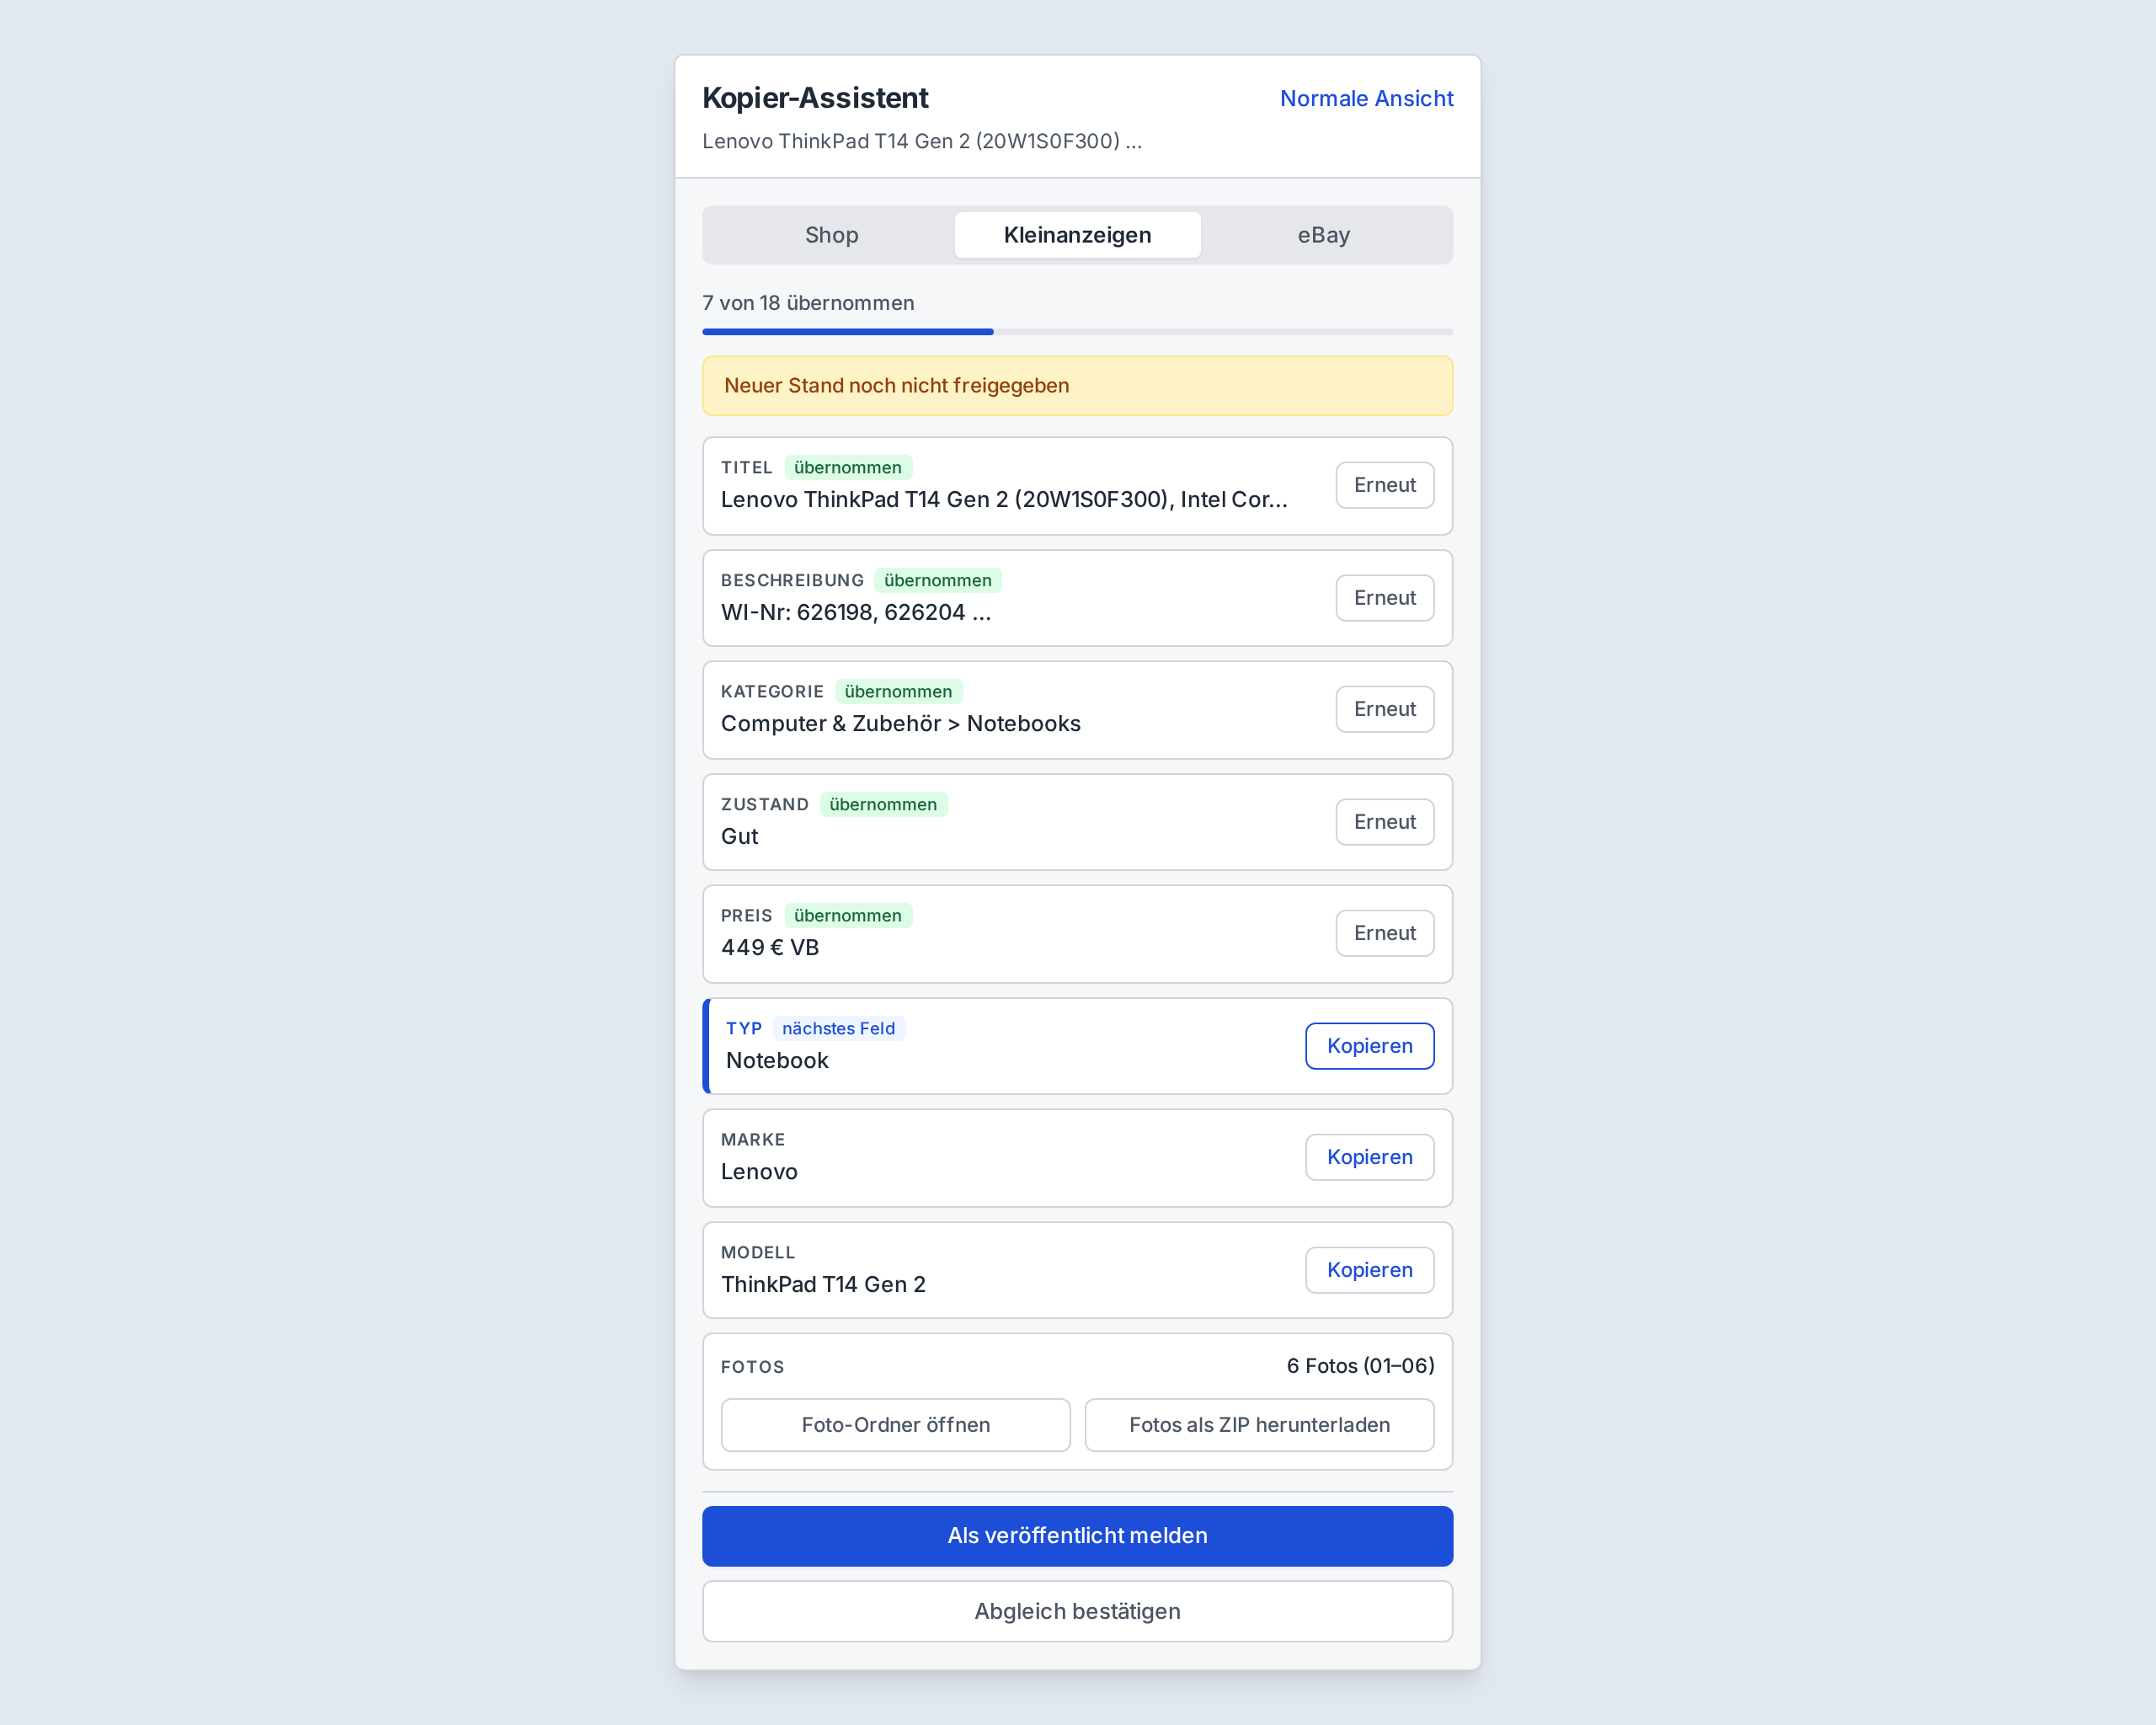 Kopier-Assistent
Normale Ansicht
Lenovo ThinkPad T14 Gen 2 (20W1S0F300) ...
Shop
Kleinanzeigen
eBay
7 von 18 übernommen
Neuer Stand noch nicht freigegeben
TITEL übernommen
Lenovo ThinkPad T14 Gen 2 (20W1S0F300), Intel Cor...
Erneut
BESCHREIBUNG übernommen
WI-Nr: 626198, 626204 ...
Erneut
KATEGORIE übernommen
Computer & Zubehör > Notebooks
Erneut
ZUSTAND übernommen
Gut
Erneut
PREIS übernommen
449 € VB
Erneut
TYP nächstes Feld
Notebook
Kopieren
MARKE
Lenovo
Kopieren
MODELL
ThinkPad T14 Gen 2
Kopieren
FOTOS
6 Fotos (01–06)
Foto-Ordner öffnen
Fotos als ZIP herunterladen
Als veröffentlicht melden
Abgleich bestätigen